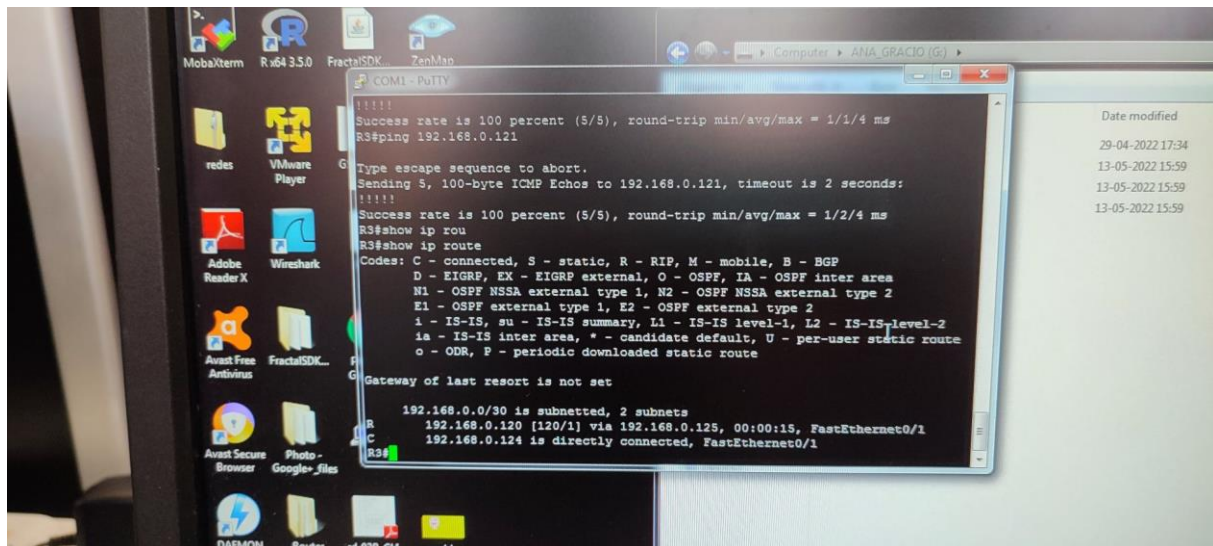 MobaXterm
R x64 3.5.0
FractalSDK...
ZenMap
Computer ▸ ANA_GRACIO (G:) ▸
COM1 - PuTTY
!!!!!
Success rate is 100 percent (5/5), round-trip min/avg/max = 1/1/4 ms
R3#ping 192.168.0.121
Type escape sequence to abort.
Sending 5, 100-byte ICMP Echos to 192.168.0.121, timeout is 2 seconds:
!!!!!
Success rate is 100 percent (5/5), round-trip min/avg/max = 1/2/4 ms
R3#show ip rou
R3#show ip route
Codes: C - connected, S - static, R - RIP, M - mobile, B - BGP
D - EIGRP, EX - EIGRP external, O - OSPF, IA - OSPF inter area
N1 - OSPF NSSA external type 1, N2 - OSPF NSSA external type 2
E1 - OSPF external type 1, E2 - OSPF external type 2
i - IS-IS, su - IS-IS summary, L1 - IS-IS level-1, L2 - IS-IS level-2
ia - IS-IS inter area, * - candidate default, U - per-user static route
o - ODR, P - periodic downloaded static route
Gateway of last resort is not set
192.168.0.0/30 is subnetted, 2 subnets
R 192.168.0.120 [120/1] via 192.168.0.125, 00:00:15, FastEthernet0/1
C 192.168.0.124 is directly connected, FastEthernet0/1
R3#
Date modified
29-04-2022 17:34
13-05-2022 15:59
13-05-2022 15:59
13-05-2022 15:59
redes
VMware
Player
Adobe
Reader X
Wireshark
Avast Free
Antivirus
FractalSDK...
Avast Secure
Browser
Photo -
Google+_files
DAEMON
Router